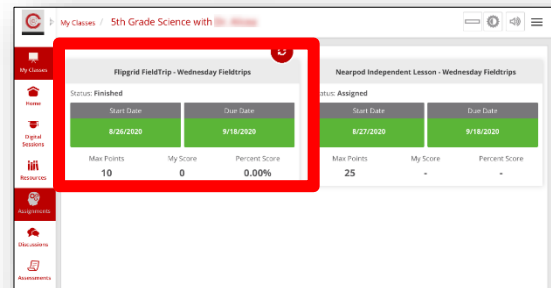 My Classes / 5th Grade Science with
My Classes
Home
Digital
Sessions
Resources
Assignments
Discussions
Assessments
Flipgrid FieldTrip - Wednesday Fieldtrips
Status: Finished
Start Date Due Date
8/26/2020 9/18/2020
Max Points My Score Percent Score
10 0 0.00%
Nearpod Independent Lesson - Wednesday Fieldtrips
atus: Assigned
Start Date Due Date
8/27/2020 9/18/2020
Max Points My Score Percent Score
25 - -